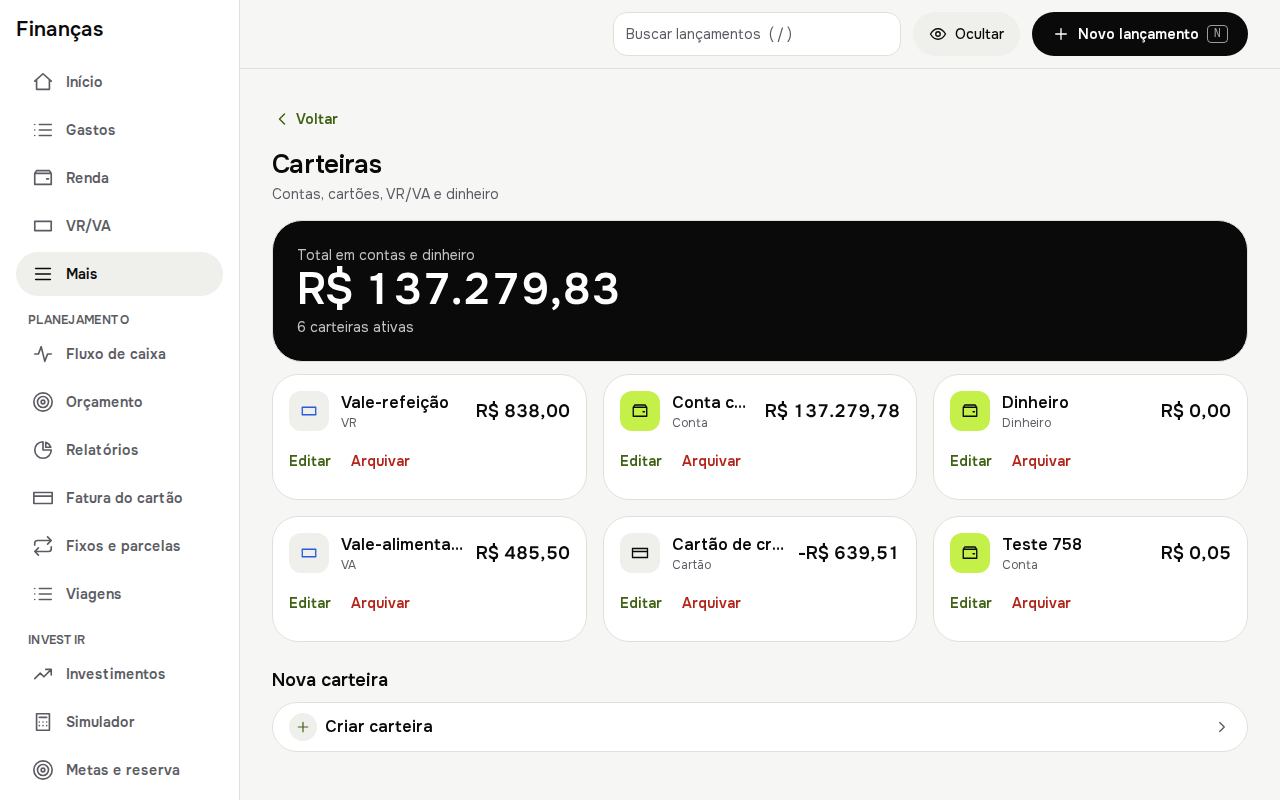 Finanças
Início
Gastos
Renda
VR/VA
Mais
PLANEJAMENTO
Fluxo de caixa
Orçamento
Relatórios
Fatura do cartão
Fixos e parcelas
Viagens
INVESTIR
Investimentos
Simulador
Metas e reserva
Buscar lançamentos ( / )
Ocultar
Novo lançamento N
Voltar
Carteiras
Contas, cartões, VR/VA e dinheiro
Total em contas e dinheiro
R$ 137.279,83
6 carteiras ativas
Vale-refeição
VR
R$ 838,00
Editar Arquivar
Conta c...
Conta
R$ 137.279,78
Editar Arquivar
Dinheiro
Dinheiro
R$ 0,00
Editar Arquivar
Vale-alimenta...
VA
R$ 485,50
Editar Arquivar
Cartão de cr...
Cartão
-R$ 639,51
Editar Arquivar
Teste 758
Conta
R$ 0,05
Editar Arquivar
Nova carteira
Criar carteira